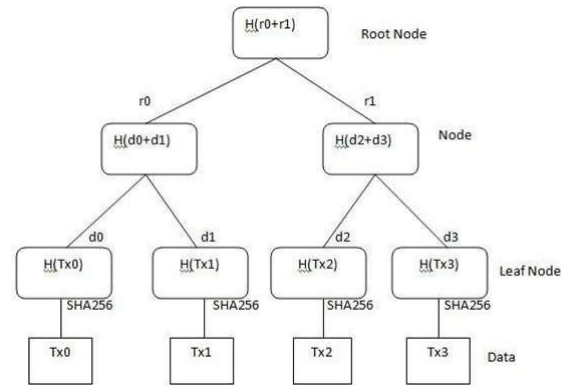 H(r0+r1)
Root Node
r0
r1
H(d0+d1)
H(d2+d3)
Node
d0
d1
d2
d3
H(Tx0)
H(Tx1)
H(Tx2)
H(Tx3)
Leaf Node
SHA256
SHA256
SHA256
SHA256
Tx0
Tx1
Tx2
Tx3
Data